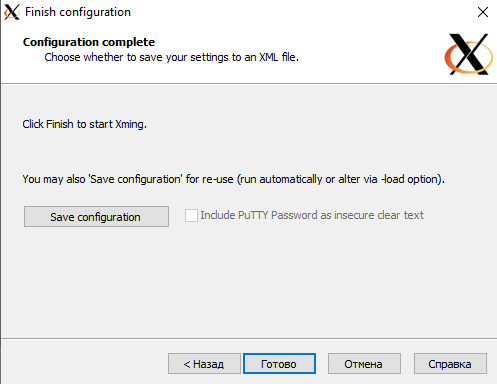 Finish configuration
Configuration complete
Choose whether to save your settings to an XML file.
Click Finish to start Xming.
You may also 'Save configuration' for re-use (run automatically or alter via -load option).
Save configuration
Include PuTTY Password as insecure clear text
< Назад
Готово
Отмена
Справка